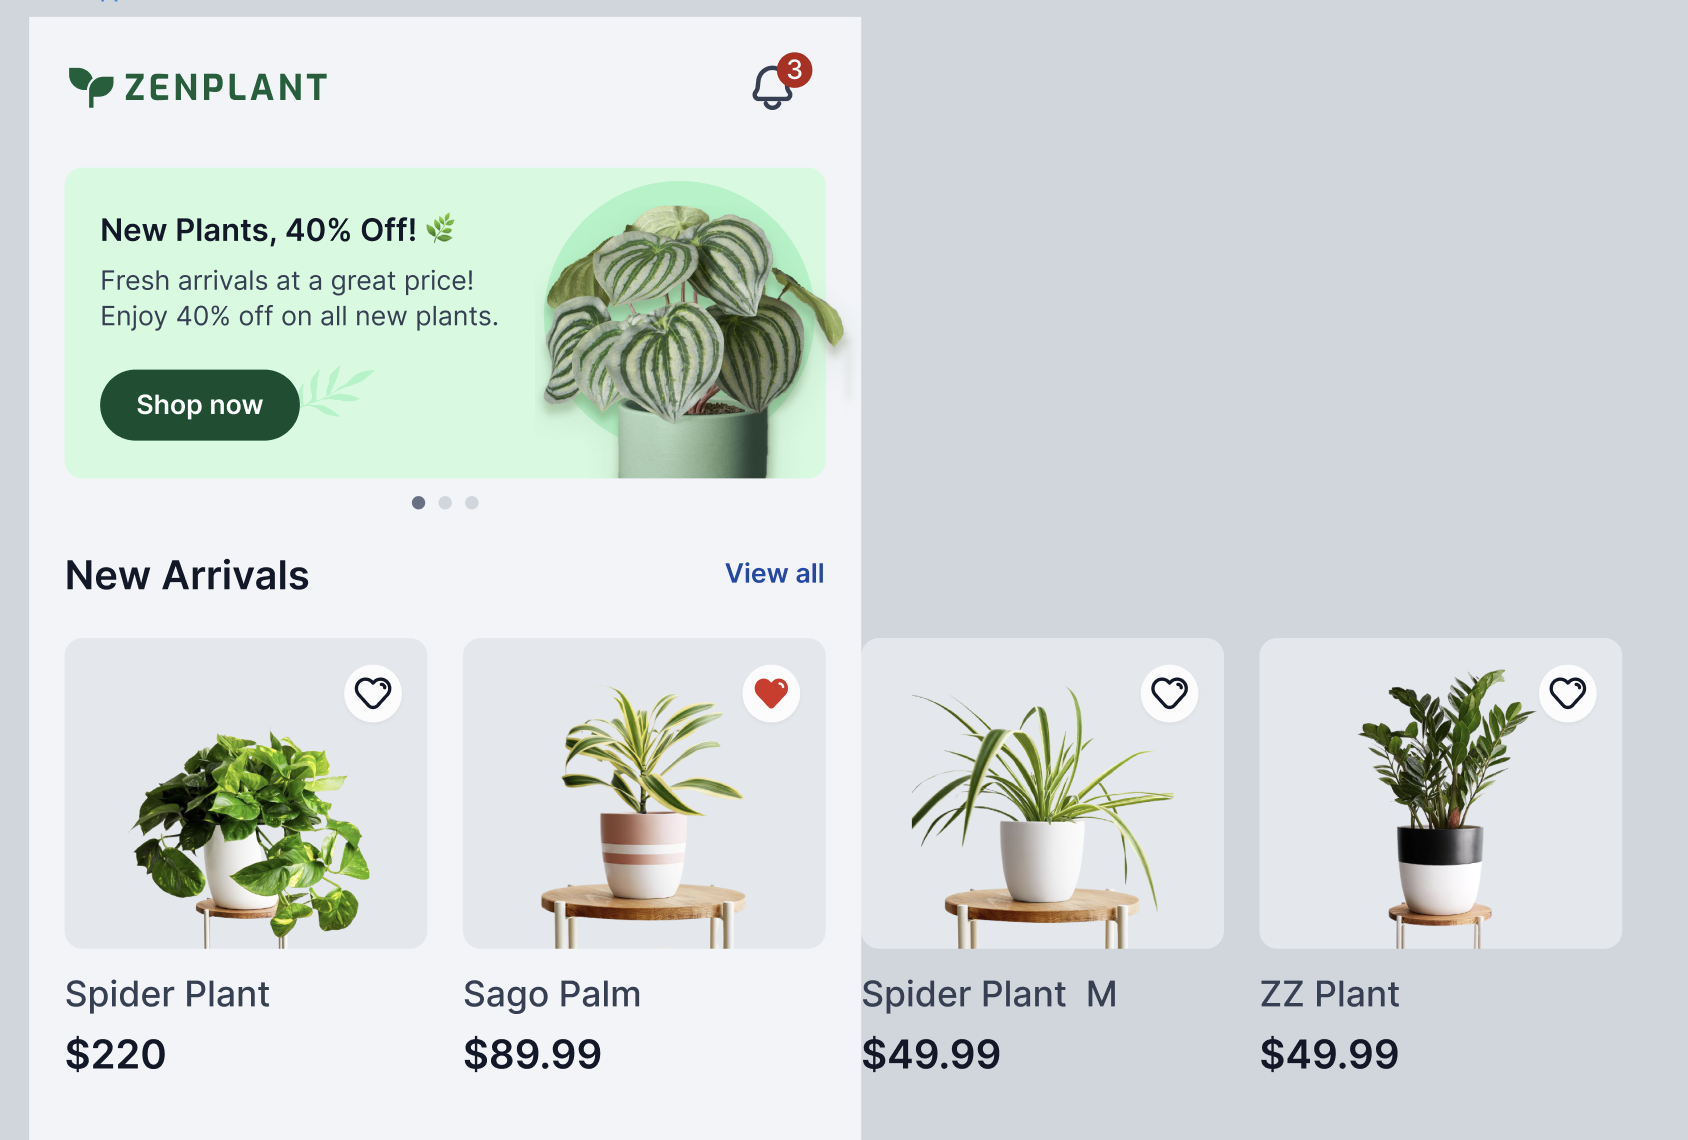 ZENPLANT
3
New Plants, 40% Off! 🌿
Fresh arrivals at a great price!
Enjoy 40% off on all new plants.
Shop now
New Arrivals
View all
Spider Plant
$220
Sago Palm
$89.99
Spider Plant  M
$49.99
ZZ Plant
$49.99